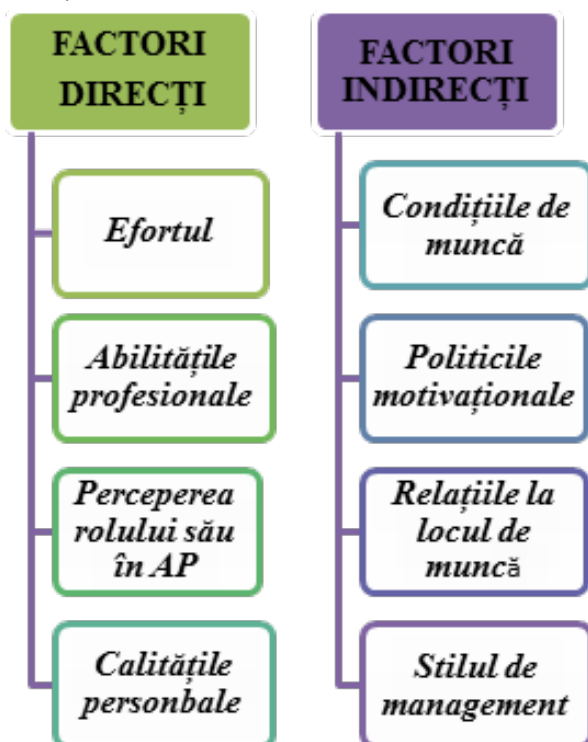 FACTORI
DIRECȚI
Efortul
Abilitățile
profesionale
Perceperea
rolului său
în AP
Calitățile
personbale
FACTORI
INDIRECȚI
Condițiile de
muncă
Politicile
motivaționale
Relațiile la
locul de
muncă
Stilul de
management